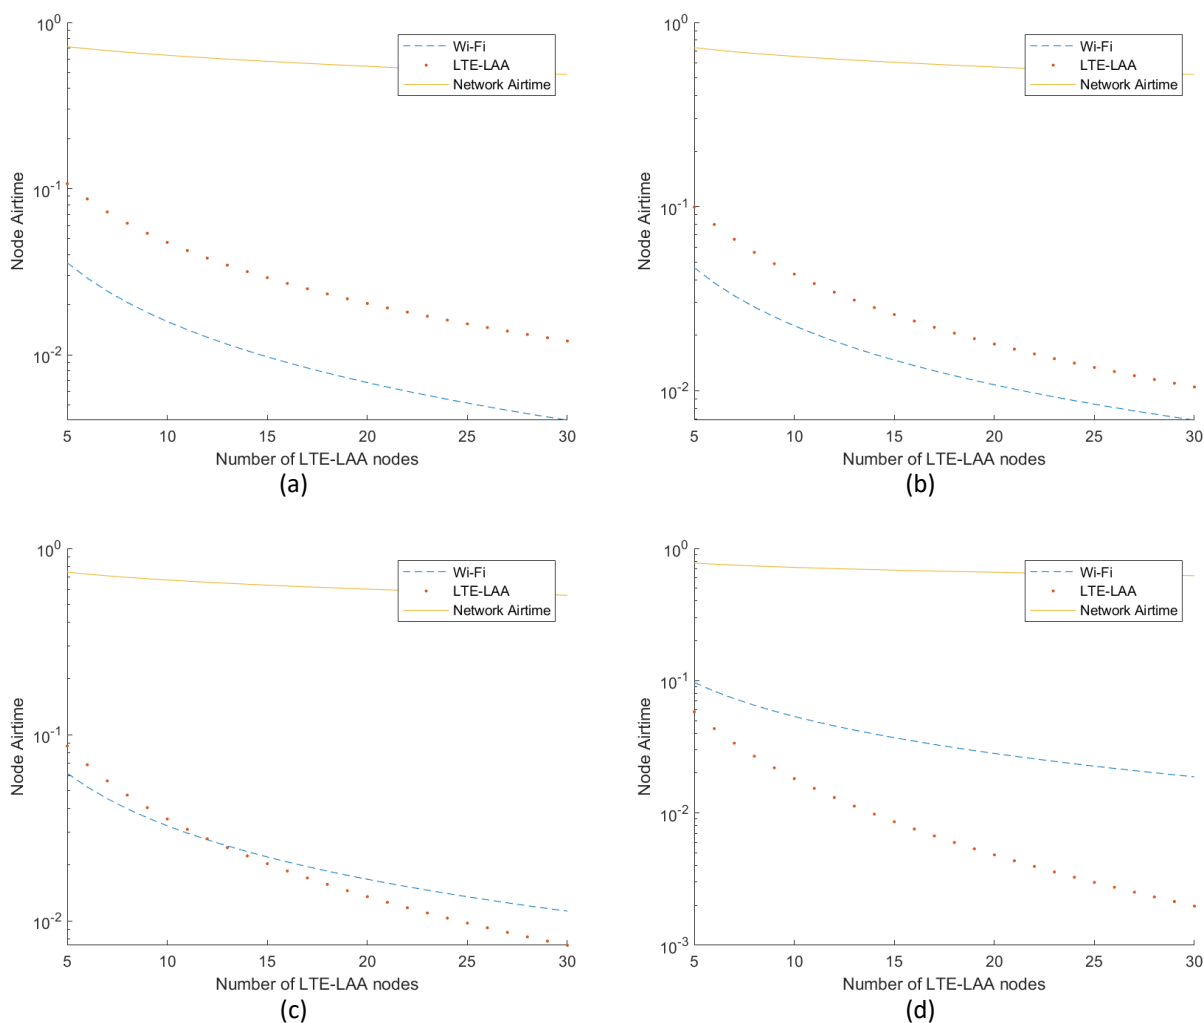 10^0
10^-1
10^-2
Node Airtime
Wi-Fi
LTE-LAA
Network Airtime
5 10 15 20 25 30
Number of LTE-LAA nodes
(a)
10^0
10^-1
10^-2
Node Airtime
Wi-Fi
LTE-LAA
Network Airtime
5 10 15 20 25 30
Number of LTE-LAA nodes
(b)
10^0
10^-1
10^-2
Node Airtime
Wi-Fi
LTE-LAA
Network Airtime
5 10 15 20 25 30
Number of LTE-LAA nodes
(c)
10^0
10^-1
10^-2
10^-3
Node Airtime
Wi-Fi
LTE-LAA
Network Airtime
5 10 15 20 25 30
Number of LTE-LAA nodes
(d)